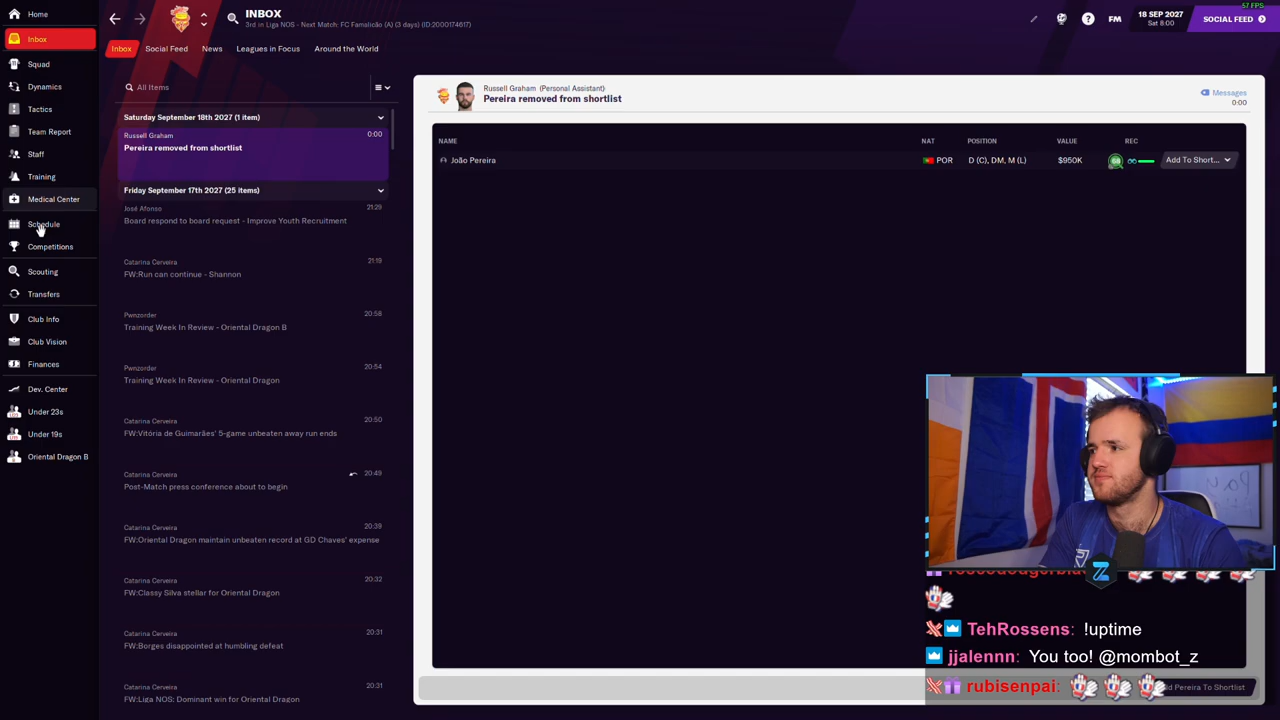 57 FPS
Home
INBOX
3rd in Liga NOS - Next Match: FC Famalicão (A) (3 days) (ID:2000174617)
FM
18 SEP 2027
Sat 8:00
SOCIAL FEED
Inbox
Squad
Dynamics
Tactics
Team Report
Staff
Training
Medical Center
Schedule
Competitions
Scouting
Transfers
Club Info
Club Vision
Finances
Dev. Center
Under 23s
Under 19s
Oriental Dragon B
Inbox Social Feed News Leagues in Focus Around the World
All Items
Saturday September 18th 2027 (1 item)
Russell Graham 0:00
Pereira removed from shortlist
Friday September 17th 2027 (25 items)
José Afonso 21:29
Board respond to board request - Improve Youth Recruitment
Catarina Cerveira 21:19
FW:Run can continue - Shannon
Pwnzorder 20:58
Training Week In Review - Oriental Dragon B
Pwnzorder 20:54
Training Week In Review - Oriental Dragon
Catarina Cerveira 20:50
FW:Vitória de Guimarães' 5-game unbeaten away run ends
Catarina Cerveira 20:49
Post-Match press conference about to begin
Catarina Cerveira 20:39
FW:Oriental Dragon maintain unbeaten record at GD Chaves' expense
Catarina Cerveira 20:32
FW:Classy Silva stellar for Oriental Dragon
Catarina Cerveira 20:31
FW:Borges disappointed at humbling defeat
Catarina Cerveira 20:31
FW:Liga NOS: Dominant win for Oriental Dragon
Russell Graham (Personal Assistant)
Pereira removed from shortlist
Messages
0:00
NAME NAT POSITION VALUE REC
João Pereira POR D (C), DM, M (L) $950K Add To Short...
TehRossens: !uptime
jjalennn: You too! @mombot_z
rubisenpai:
d Pereira To Shortlist